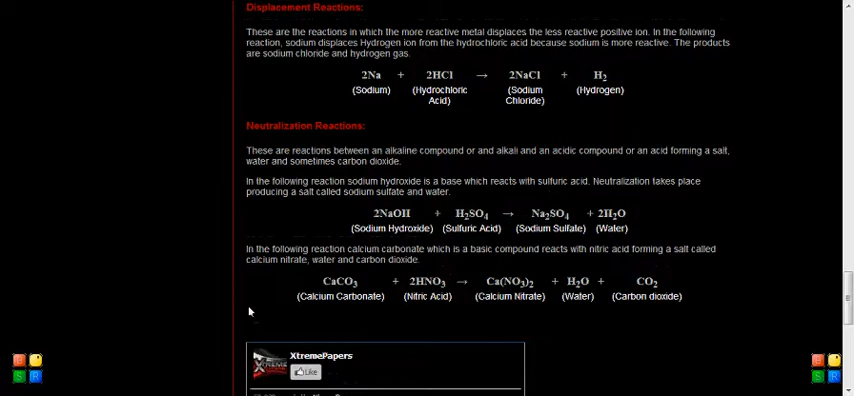 Displacement Reactions:
These are the reactions in which the more reactive metal displaces the less reactive positive ion. In the following
reaction, sodium displaces Hydrogen ion from the hydrochloric acid because sodium is more reactive. The products
are sodium chloride and hydrogen gas.
2Na + 2HCl → 2NaCl + H₂
(Sodium) (Hydrochloric Acid) (Sodium Chloride) (Hydrogen)
Neutralization Reactions:
These are reactions between an alkaline compound or and alkali and an acidic compound or an acid forming a salt,
water and sometimes carbon dioxide.
In the following reaction sodium hydroxide is a base which reacts with sulfuric acid. Neutralization takes place
producing a salt called sodium sulfate and water.
2NaOH + H₂SO₄ → Na₂SO₄ + 2H₂O
(Sodium Hydroxide) (Sulfuric Acid) (Sodium Sulfate) (Water)
In the following reaction calcium carbonate which is a basic compound reacts with nitric acid forming a salt called
calcium nitrate, water and carbon dioxide.
CaCO₃ + 2HNO₃ → Ca(NO₃)₂ + H₂O + CO₂
(Calcium Carbonate) (Nitric Acid) (Calcium Nitrate) (Water) (Carbon dioxide)
XtremePapers
Like